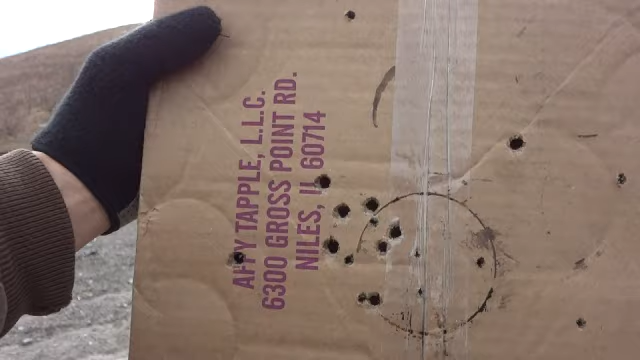 AFFY TAPPLE, L.L.C.
6300 GROSS POINT RD.
NILES, IL 60714